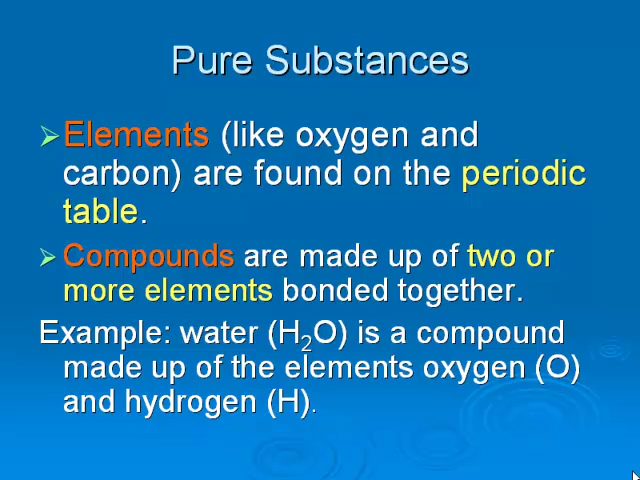 Pure Substances
Elements (like oxygen and
carbon) are found on the periodic
table.
Compounds are made up of two or
more elements bonded together.
Example: water (H₂O) is a compound
made up of the elements oxygen (O)
and hydrogen (H).